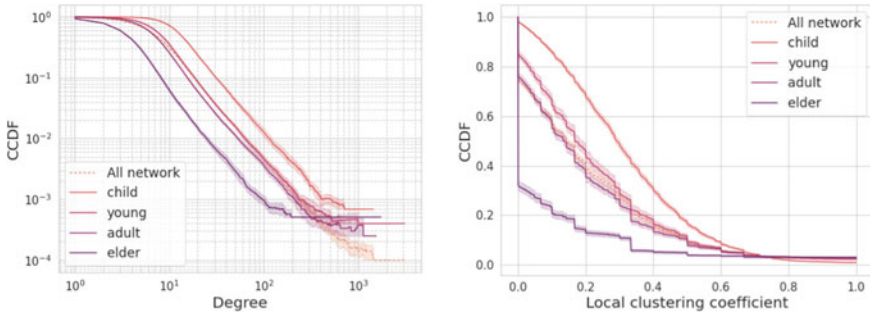 10⁰
10⁻¹
10⁻²
10⁻³
10⁻⁴
CCDF
All network
child
young
adult
elder
10⁰ 10¹ 10² 10³
Degree
1.0
0.8
0.6
0.4
0.2
0.0
CCDF
All network
child
young
adult
elder
0.0 0.2 0.4 0.6 0.8 1.0
Local clustering coefficient